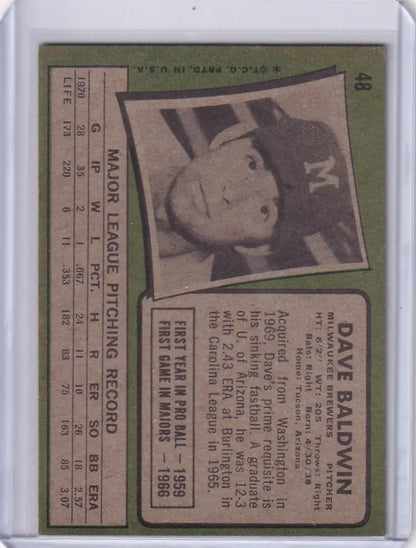 48
DAVE BALDWIN
MILWAUKEE BREWERS PITCHER
HT: 6-2" WT: 205 Throws: Right
Bats: Right Born: 4/30/38
Home: Tucson, Arizona.
Acquired from Washington in
1969, Dave's prime requisite is
his sinking fastball. A graduate
of U. of Arizona, he was 12-3
with 2.43 ERA at Burlington in
the Carolina League in 1965.
FIRST YEAR IN PRO BALL — 1959
FIRST GAME IN MAJORS — 1966
M
MAJOR LEAGUE PITCHING RECORD
G IP W L PCT. H R ER SO BB ERA
1970 28 35 2 1 .667 24 11 10 26 18 2.57
LIFE 173 220 6 11 .353 182 83 75 163 85 3.07
* ©T.C.G. PRTD. IN U.S.A.